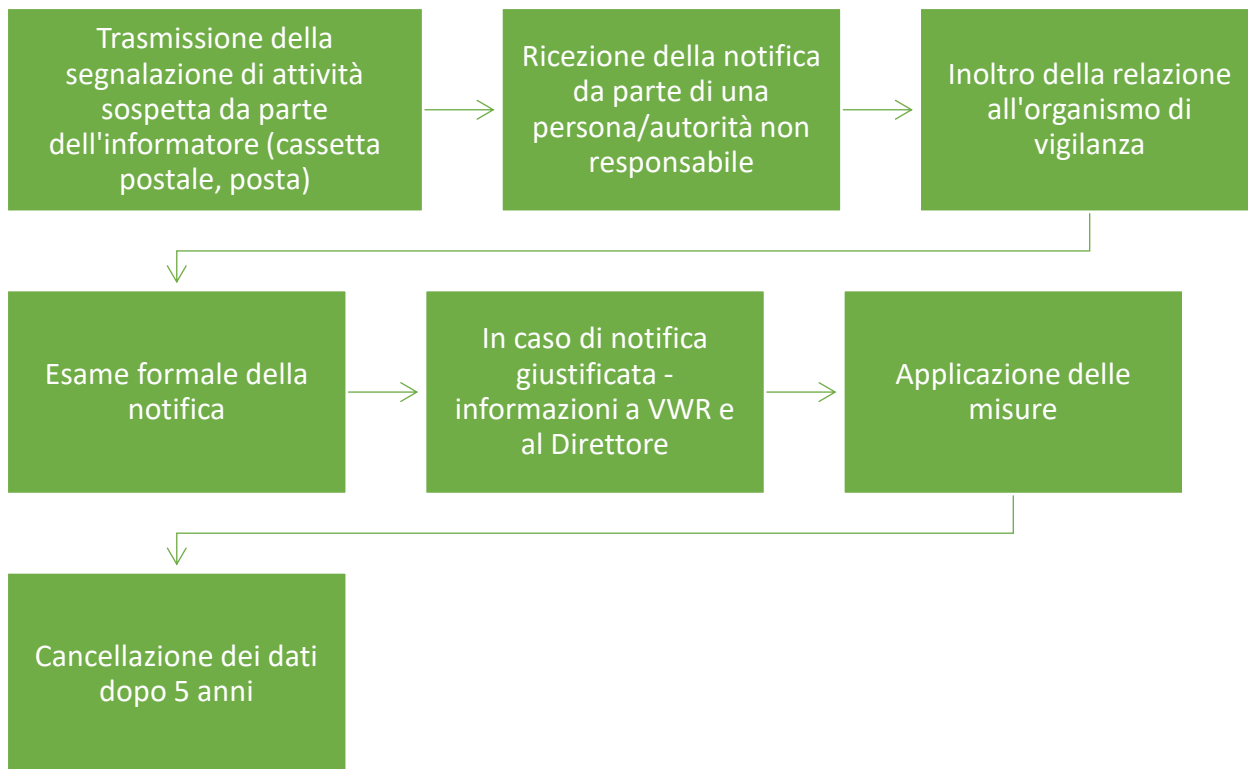 Trasmissione della
segnalazione di attività
sospetta da parte
dell'informatore (cassetta
postale, posta)
Ricezione della notifica
da parte di una
persona/autorità non
responsabile
Inoltro della relazione
all'organismo di
vigilanza
Esame formale della
notifica
In caso di notifica
giustificata -
informazioni a VWR e
al Direttore
Applicazione delle
misure
Cancellazione dei dati
dopo 5 anni